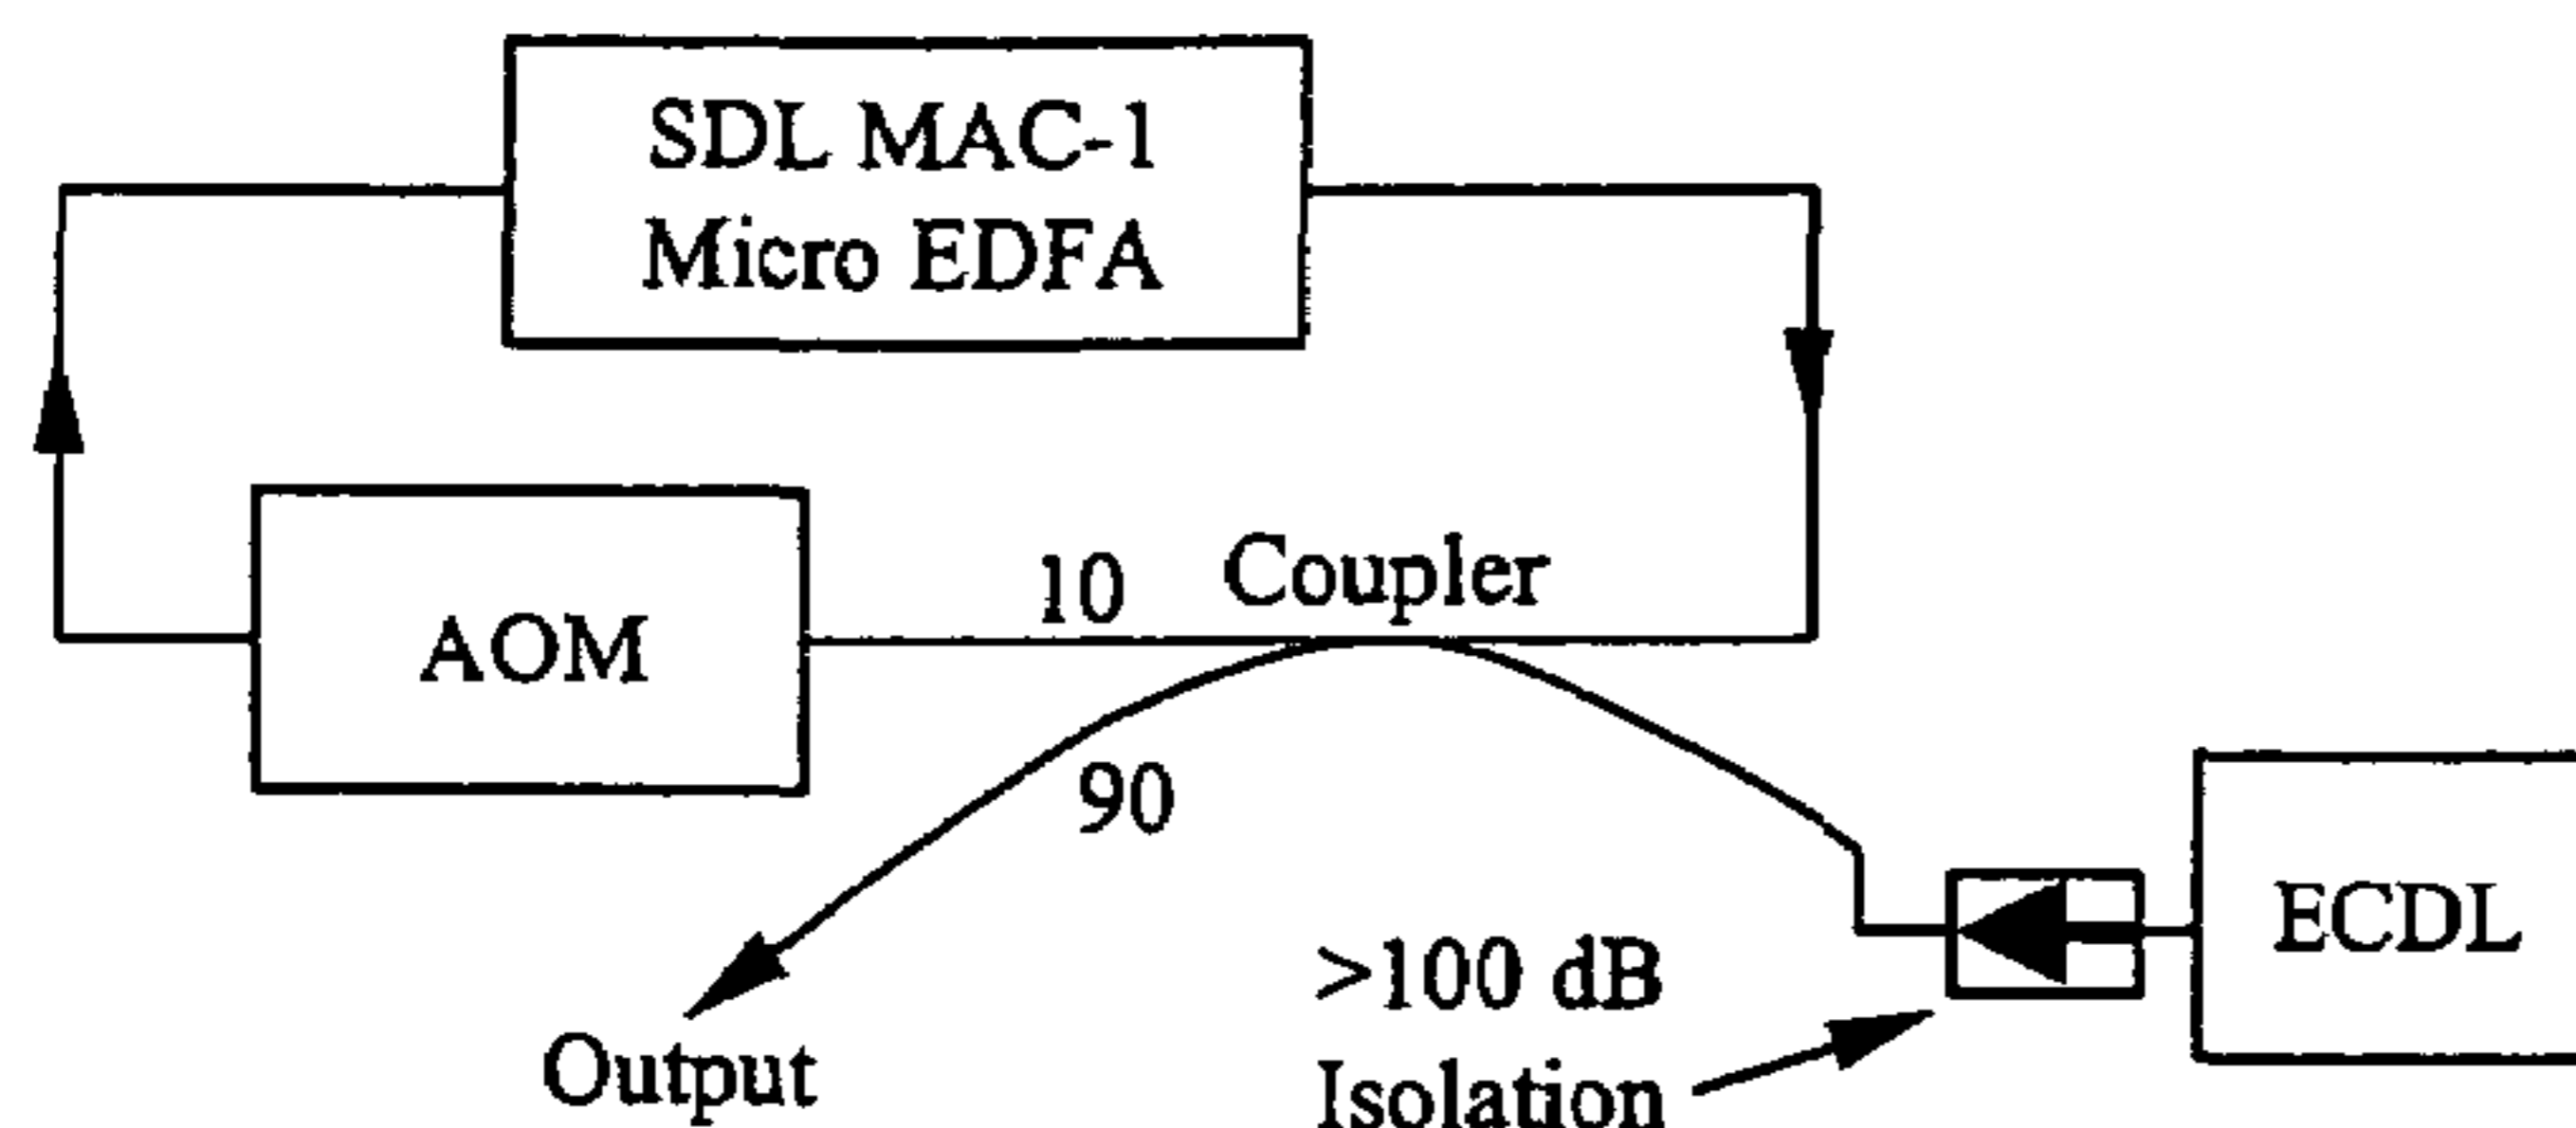 SDL MAC-1
Micro EDFA
AOM
10
Coupler
90
ECDL
>100 dB
Isolation
Output